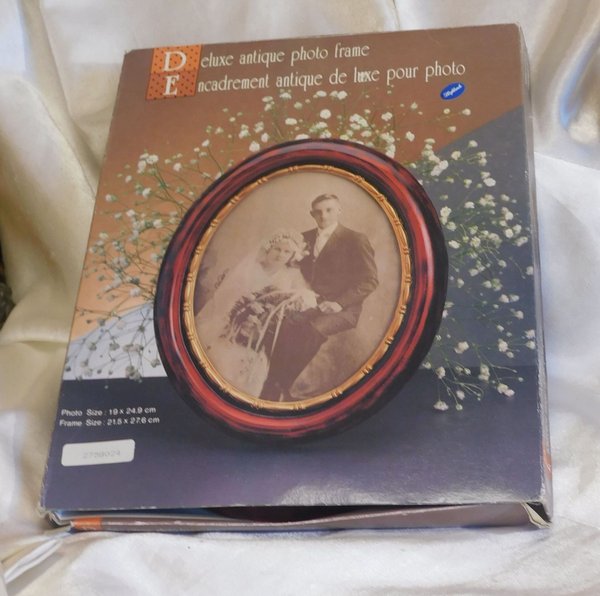 Deluxe antique photo frame
Encadrement antique de luxe pour photo
Photo Size : 19 x 24.9 cm
Frame Size : 21.5 x 27.6 cm